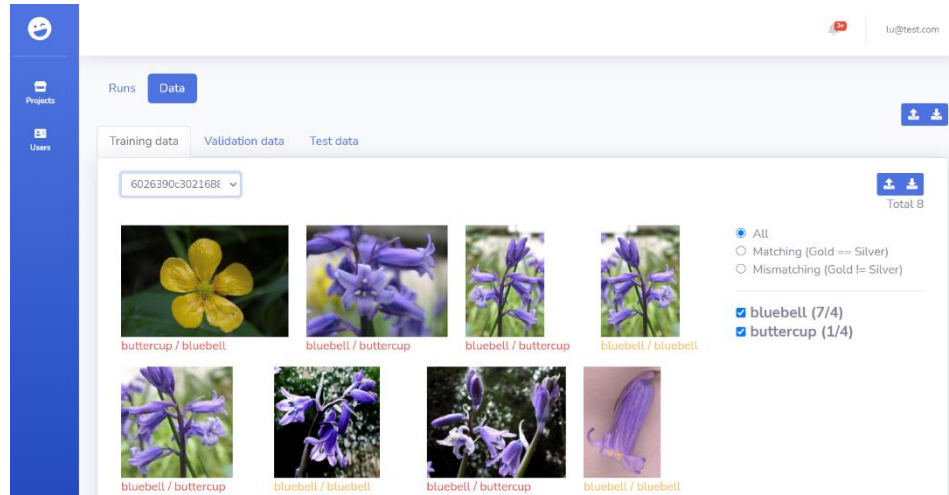 3+
lu@test.com
Projects
Users
Runs Data
Training data Validation data Test data
6026390c3021688
Total 8
All
Matching (Gold == Silver)
Mismatching (Gold != Silver)
bluebell (7/4)
buttercup (1/4)
buttercup / bluebell
bluebell / buttercup
bluebell / buttercup
bluebell / bluebell
bluebell / buttercup
bluebell / bluebell
bluebell / buttercup
bluebell / bluebell